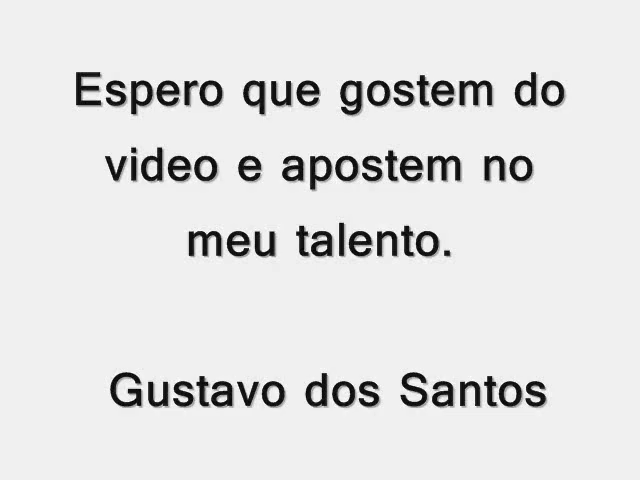 Espero que gostem do
video e apostem no
meu talento.
Gustavo dos Santos